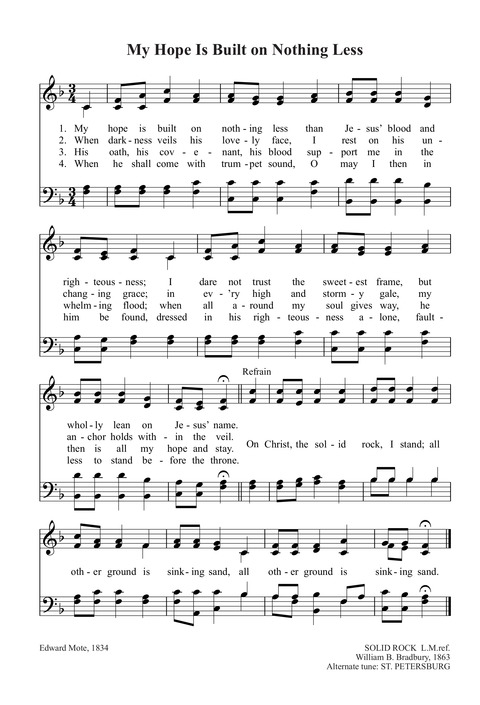 My Hope Is Built on Nothing Less
1. My hope is built on noth - ing less than Je - sus' blood and
2. When dark - ness veils his love - ly face, I rest on his un -
3. His oath, his cov - e - nant, his blood sup - port me in the
4. When he shall come with trum - pet sound, O may I then in
righ - teous - ness; I dare not trust the sweet - est frame, but
chang - ing grace; in ev - 'ry high and storm - y gale, my
whelm - ing flood; when all a - round my soul gives way, he
him be found, dressed in his righ - teous - ness a - lone, fault -
Refrain
whol - ly lean on Je - sus' name.
an - chor holds with - in the veil.
then is all my hope and stay.
less to stand be - fore the throne.
On Christ, the sol - id rock, I stand; all
oth - er ground is sink - ing sand, all oth - er ground is sink - ing sand.
Edward Mote, 1834
SOLID ROCK L.M.ref.
William B. Bradbury, 1863
Alternate tune: ST. PETERSBURG